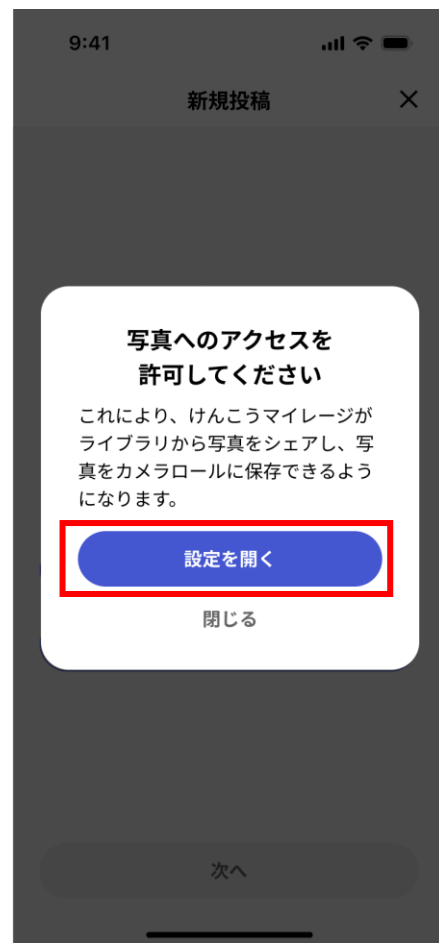 9:41
新規投稿
写真へのアクセスを
許可してください
これにより、けんこうマイレージが
ライブラリから写真をシェアし、写
真をカメラロールに保存できるよう
になります。
設定を開く
閉じる
次へ